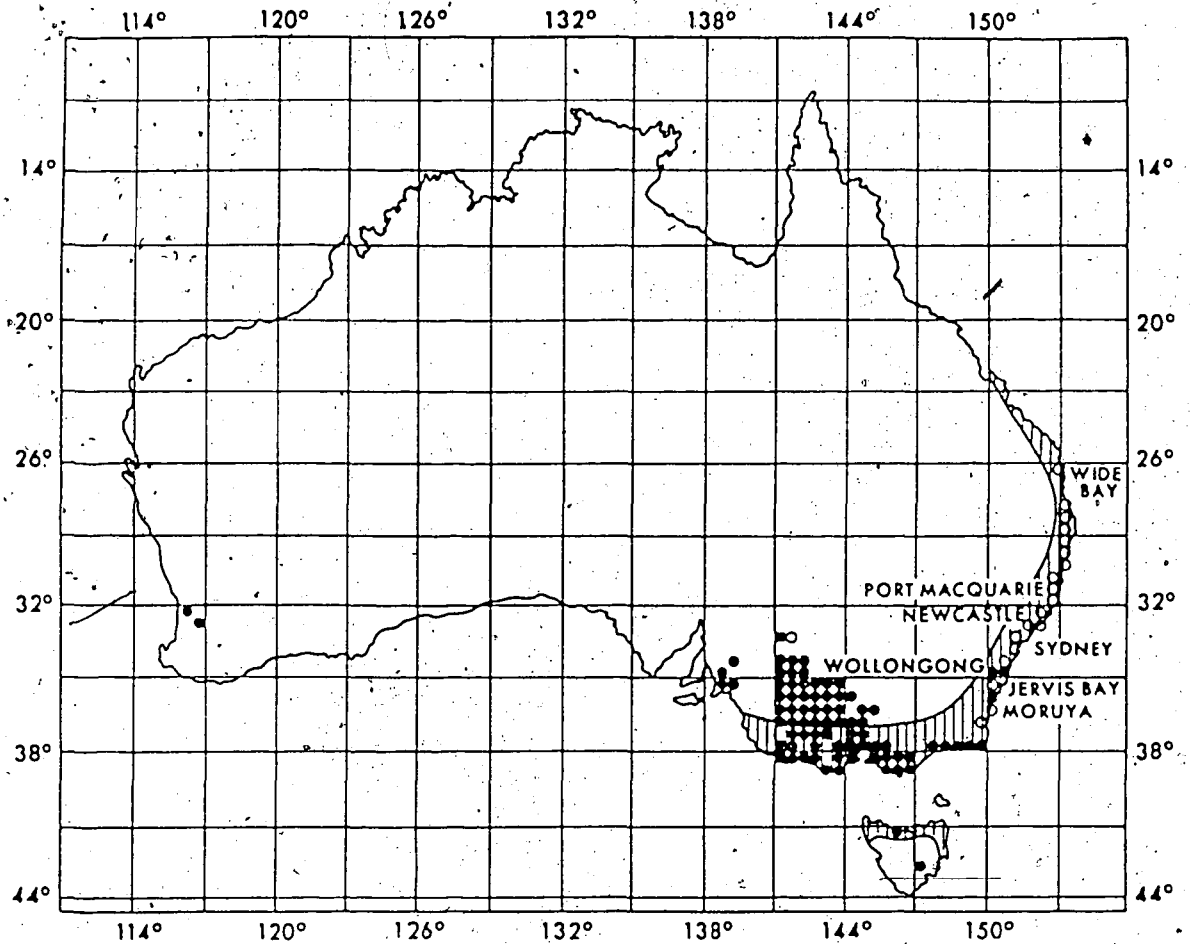 114° 120° 126° 132° 138° 144° 150°
14° 14°
20° 20°
26° 26°
WIDE
BAY
PORT MACQUARIE
32° 32°
NEWCASTLE
SYDNEY
WOLLONGONG
JERVIS BAY
MORUYA
38° 38°
44° 44°
114° 120° 126° 132° 138° 144° 150°